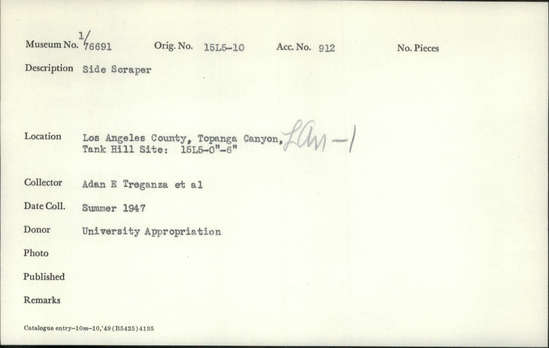 Museum No. 1/76691 Orig. No. 15L5-10 Acc. No. 912 No. Pieces
Description Side Scraper
Location Los Angeles County, Topanga Canyon, LAn-1
Tank Hill Site: 15L5-0"-6"
Collector Adan E Treganza et al
Date Coll. Summer 1947
Donor University Appropriation
Photo
Published
Remarks
Catalogue entry-10m-10,'49 (B5425) 4135